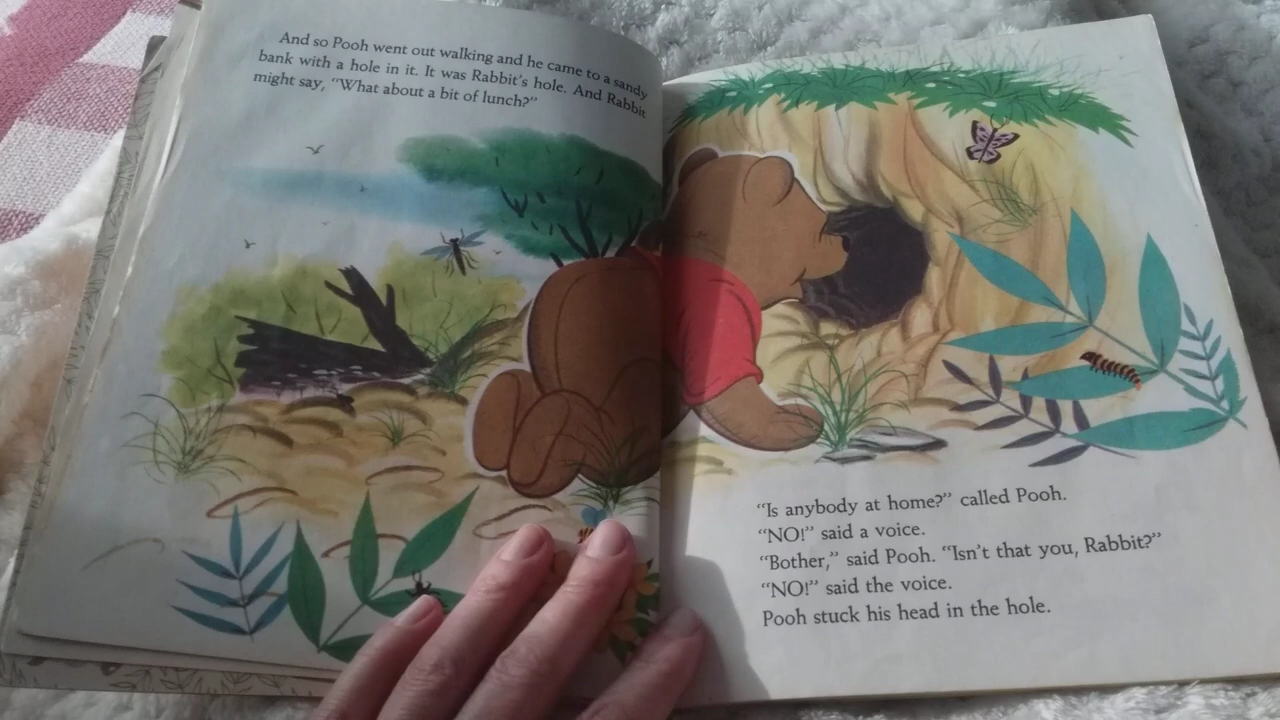 And so Pooh went out walking and he came to a sandy
bank with a hole in it. It was Rabbit's hole. And Rabbit
might say, "What about a bit of lunch?"
"Is anybody at home?" called Pooh.
"NO!" said a voice.
"Bother," said Pooh. "Isn't that you, Rabbit?"
"NO!" said the voice.
Pooh stuck his head in the hole.